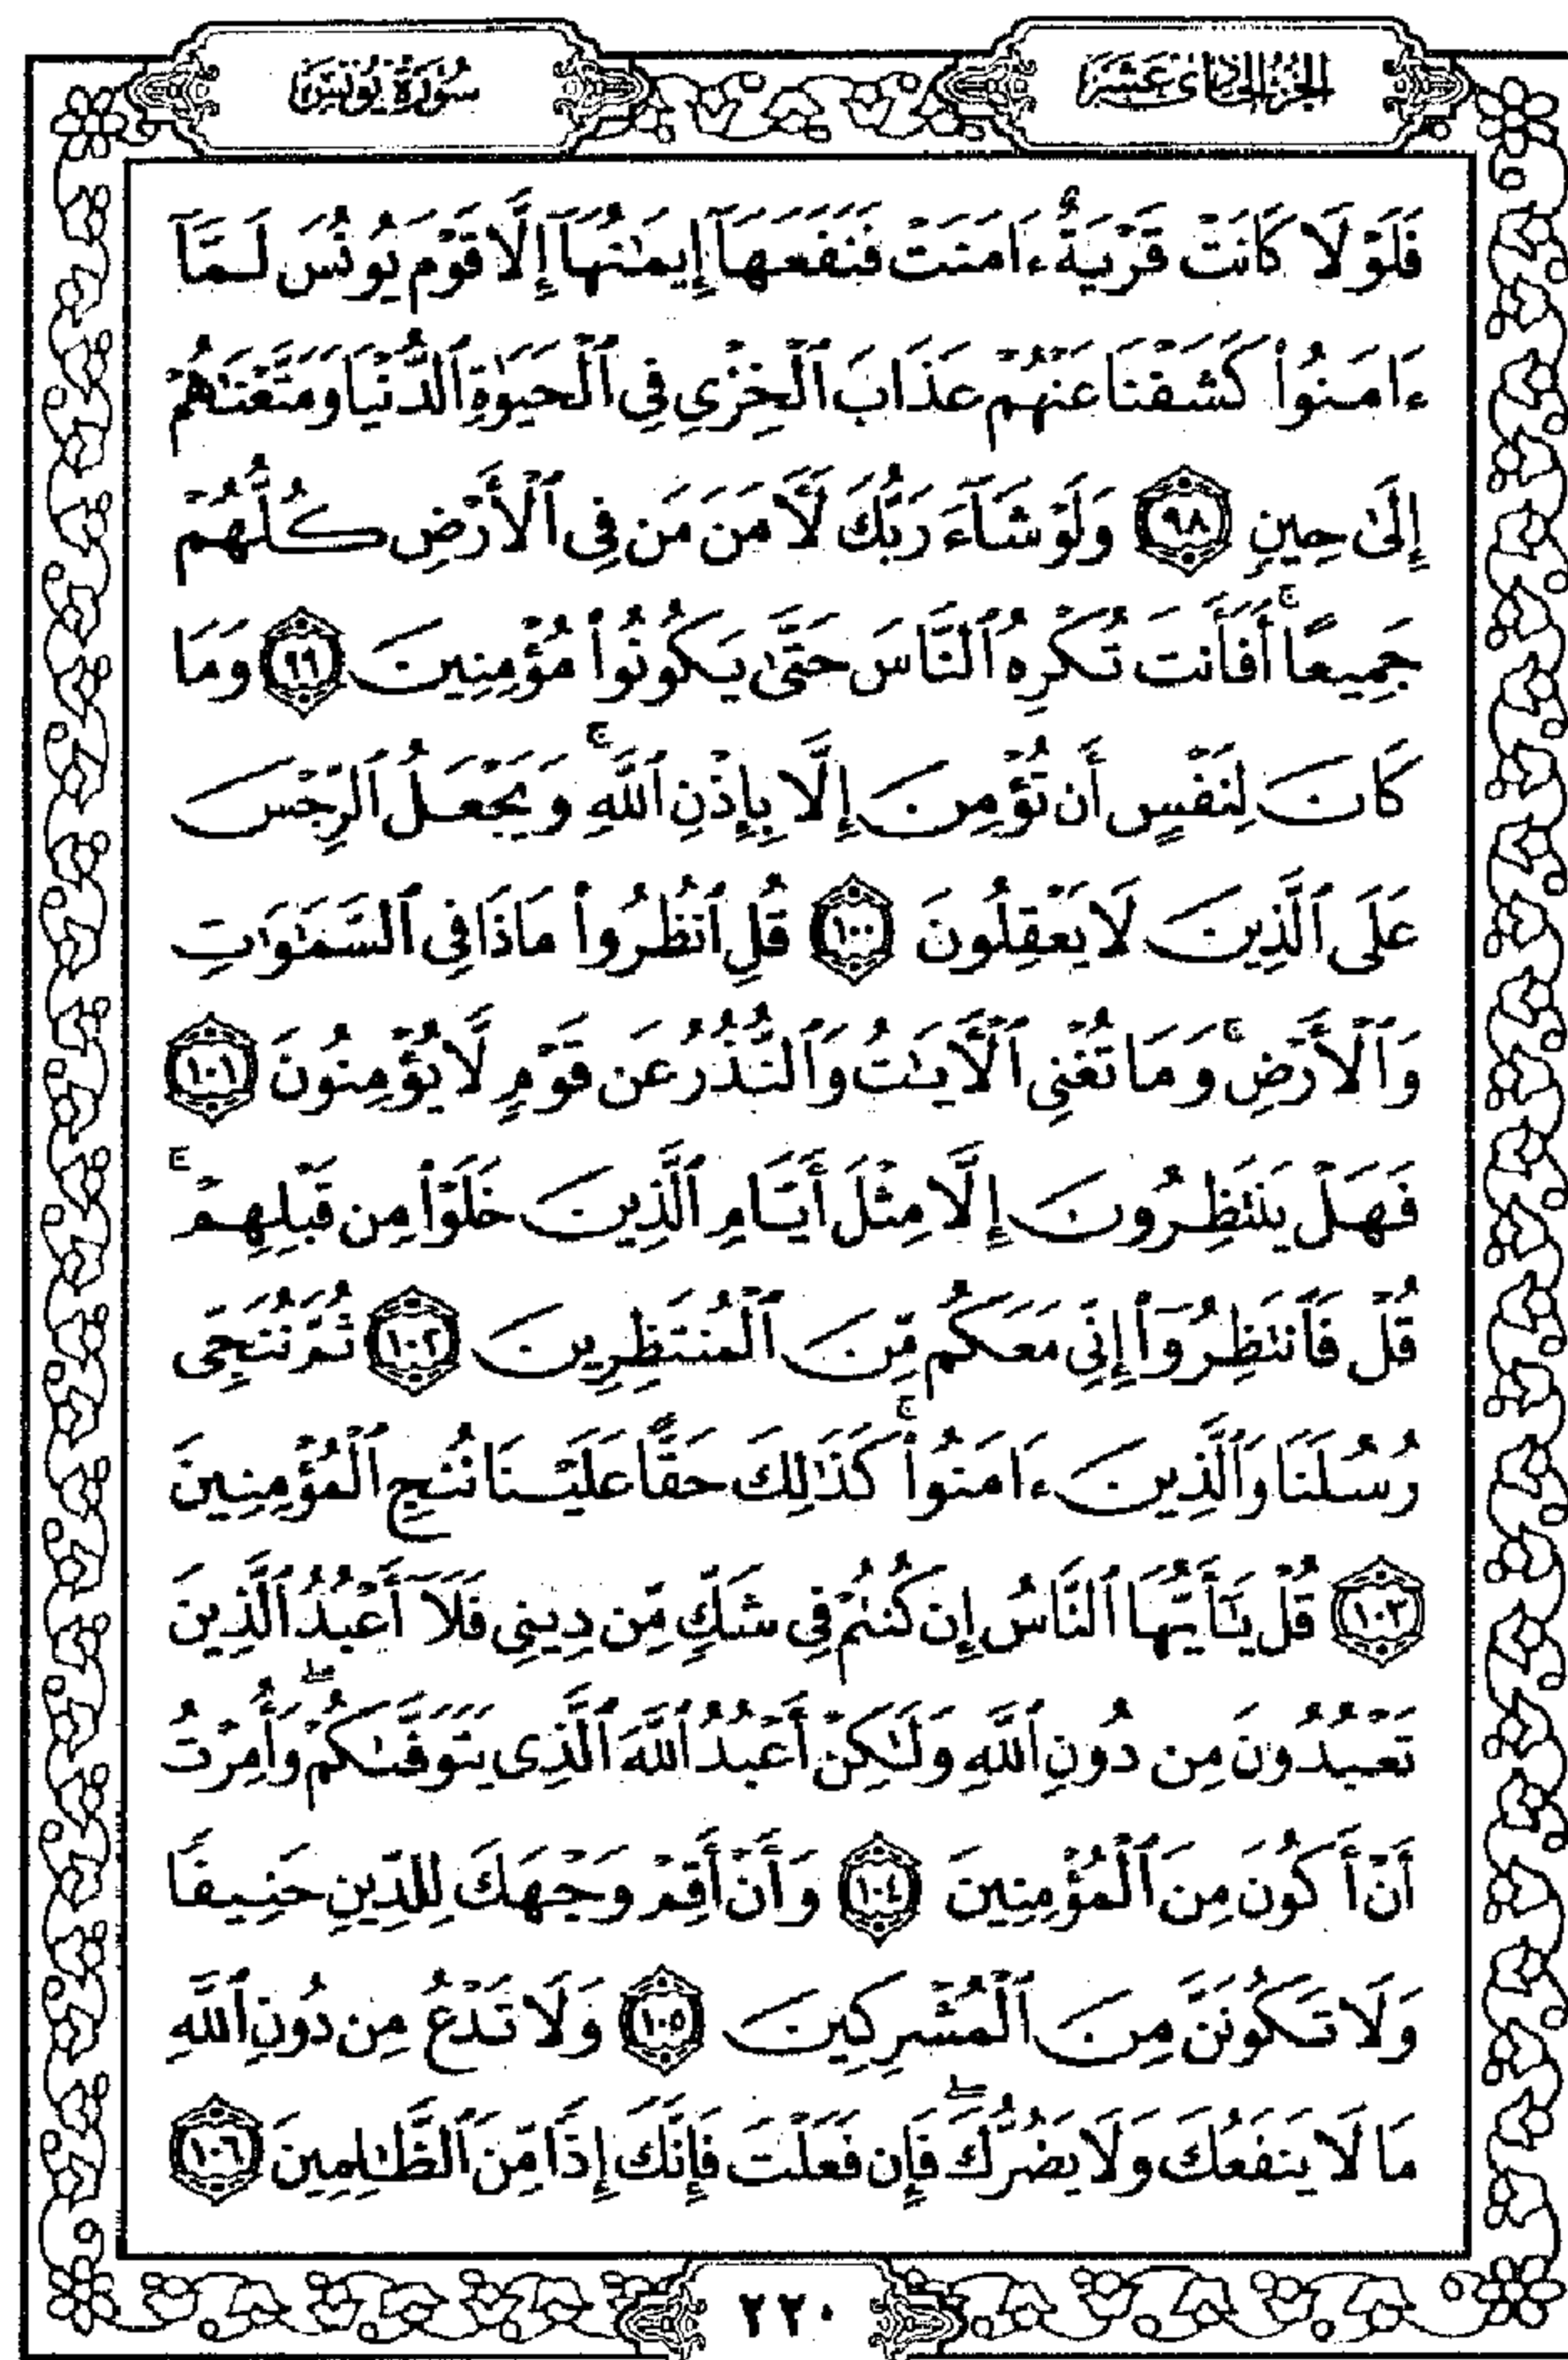 الجزء الحادى عشر
سورة يونس
فَلَوْلَا كَانَتْ قَرْيَةٌ ءَامَنَتْ فَنَفَعَهَآ إِيمَٰنُهَآ إِلَّا قَوْمَ يُونُسَ لَمَّآ
ءَامَنُوا۟ كَشَفْنَا عَنْهُمْ عَذَابَ ٱلْخِزْىِ فِى ٱلْحَيَوٰةِ ٱلدُّنْيَا وَمَتَّعْنَٰهُمْ
إِلَىٰ حِينٍ ٩٨ وَلَوْ شَآءَ رَبُّكَ لَءَامَنَ مَن فِى ٱلْأَرْضِ كُلُّهُمْ
جَمِيعًا ۚ أَفَأَنتَ تُكْرِهُ ٱلنَّاسَ حَتَّىٰ يَكُونُوا۟ مُؤْمِنِينَ ٩٩ وَمَا
كَانَ لِنَفْسٍ أَن تُؤْمِنَ إِلَّا بِإِذْنِ ٱللَّهِ ۚ وَيَجْعَلُ ٱلرِّجْسَ
عَلَى ٱلَّذِينَ لَا يَعْقِلُونَ ١٠٠ قُلِ ٱنظُرُوا۟ مَاذَا فِى ٱلسَّمَٰوَٰتِ
وَٱلْأَرْضِ ۚ وَمَا تُغْنِى ٱلْءَايَٰتُ وَٱلنُّذُرُ عَن قَوْمٍ لَّا يُؤْمِنُونَ ١٠١
فَهَلْ يَنتَظِرُونَ إِلَّا مِثْلَ أَيَّامِ ٱلَّذِينَ خَلَوْا۟ مِن قَبْلِهِمْ ۚ
قُلْ فَٱنتَظِرُوٓا۟ إِنِّى مَعَكُم مِّنَ ٱلْمُنتَظِرِينَ ١٠٢ ثُمَّ نُنَجِّى
رُسُلَنَا وَٱلَّذِينَ ءَامَنُوا۟ ۚ كَذَٰلِكَ حَقًّا عَلَيْنَا نُنجِ ٱلْمُؤْمِنِينَ
١٠٣ قُلْ يَٰٓأَيُّهَا ٱلنَّاسُ إِن كُنتُمْ فِى شَكٍّ مِّن دِينِى فَلَآ أَعْبُدُ ٱلَّذِينَ
تَعْبُدُونَ مِن دُونِ ٱللَّهِ وَلَٰكِنْ أَعْبُدُ ٱللَّهَ ٱلَّذِى يَتَوَفَّىٰكُمْ ۖ وَأُمِرْتُ
أَنْ أَكُونَ مِنَ ٱلْمُؤْمِنِينَ ١٠٤ وَأَنْ أَقِمْ وَجْهَكَ لِلدِّينِ حَنِيفًا
وَلَا تَكُونَنَّ مِنَ ٱلْمُشْرِكِينَ ١٠٥ وَلَا تَدْعُ مِن دُونِ ٱللَّهِ
مَا لَا يَنفَعُكَ وَلَا يَضُرُّكَ ۖ فَإِن فَعَلْتَ فَإِنَّكَ إِذًا مِّنَ ٱلظَّٰلِمِينَ ١٠٦
٢٢٠